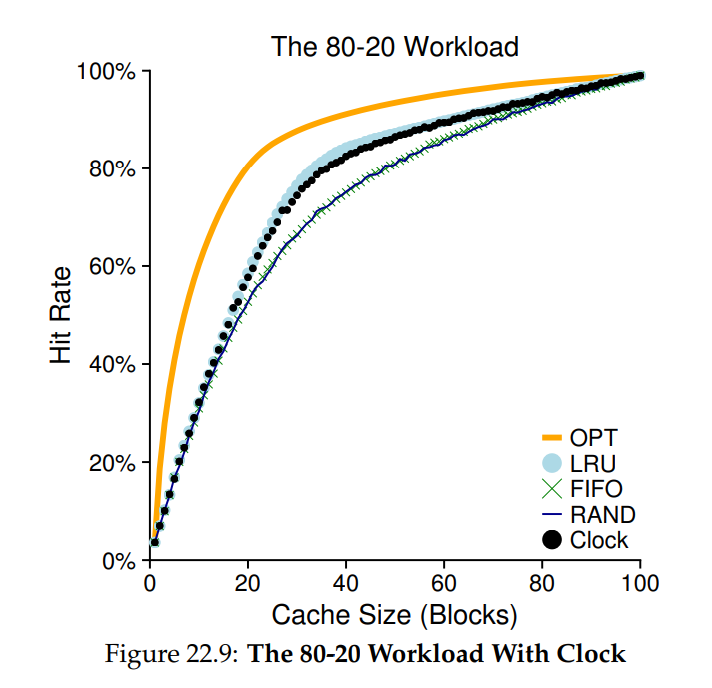 The 80-20 Workload
100%
80%
60%
40%
20%
0%
Hit Rate
OPT
LRU
FIFO
RAND
Clock
0 20 40 60 80 100
Cache Size (Blocks)
Figure 22.9: The 80-20 Workload With Clock